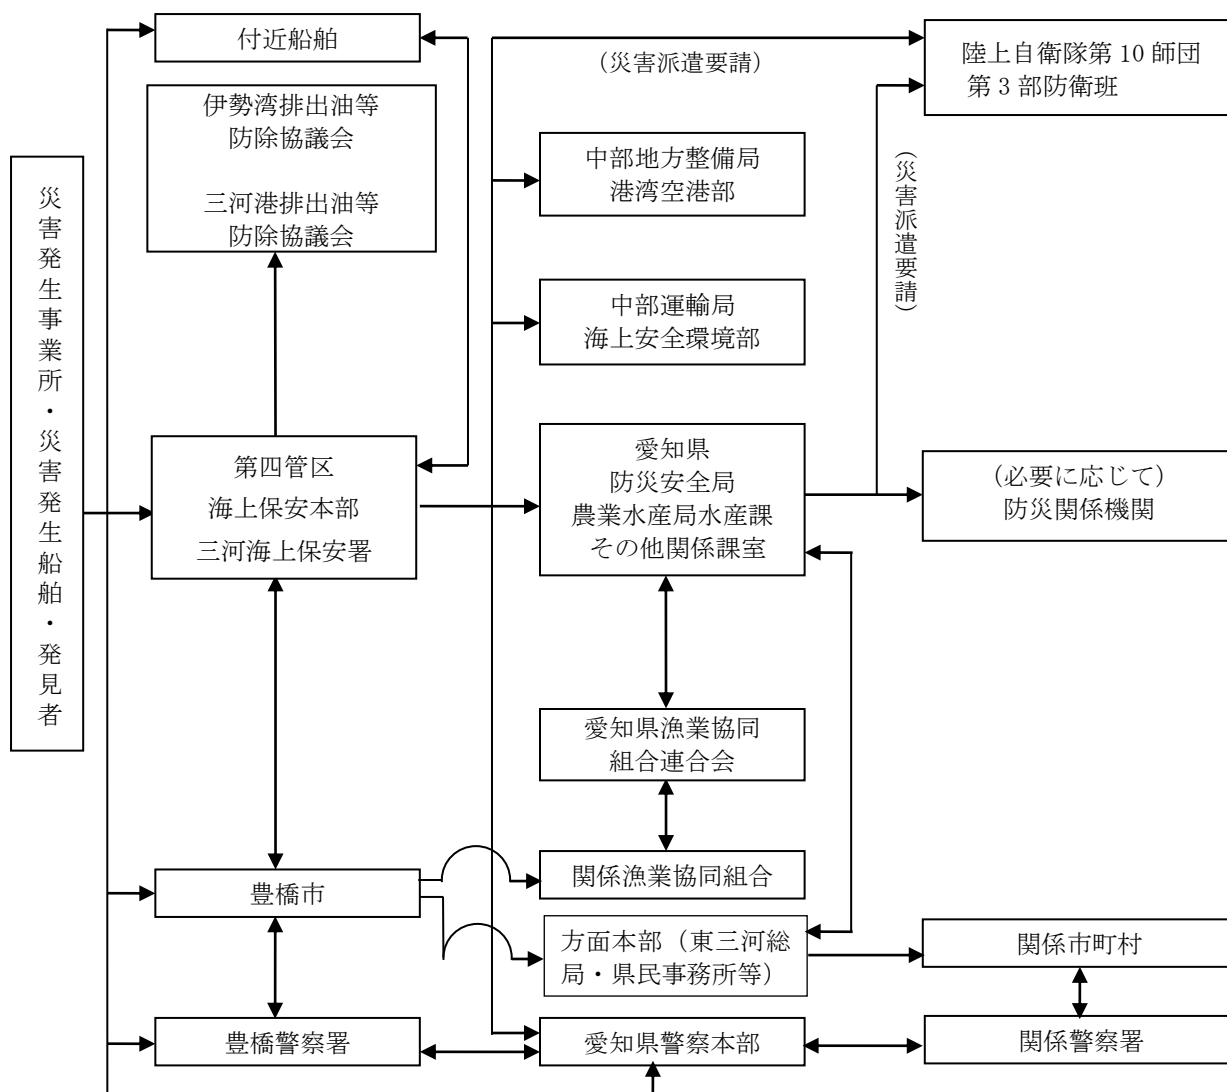 付近船舶
(災害派遣要請)
陸上自衛隊第 10 師団
第 3 部防衛班
伊勢湾排出油等
防除協議会
三河港排出油等
防除協議会
中部地方整備局
港湾空港部
(災害派遣要請)
災害発生事業所・災害発生船舶・発見者
中部運輸局
海上安全環境部
第四管区
海上保安本部
三河海上保安署
愛知県
防災安全局
農業水産局水産課
その他関係課室
(必要に応じて)
防災関係機関
愛知県漁業協同
組合連合会
豊橋市
関係漁業協同組合
方面本部(東三河総
局・県民事務所等)
関係市町村
豊橋警察署
愛知県警察本部
関係警察署